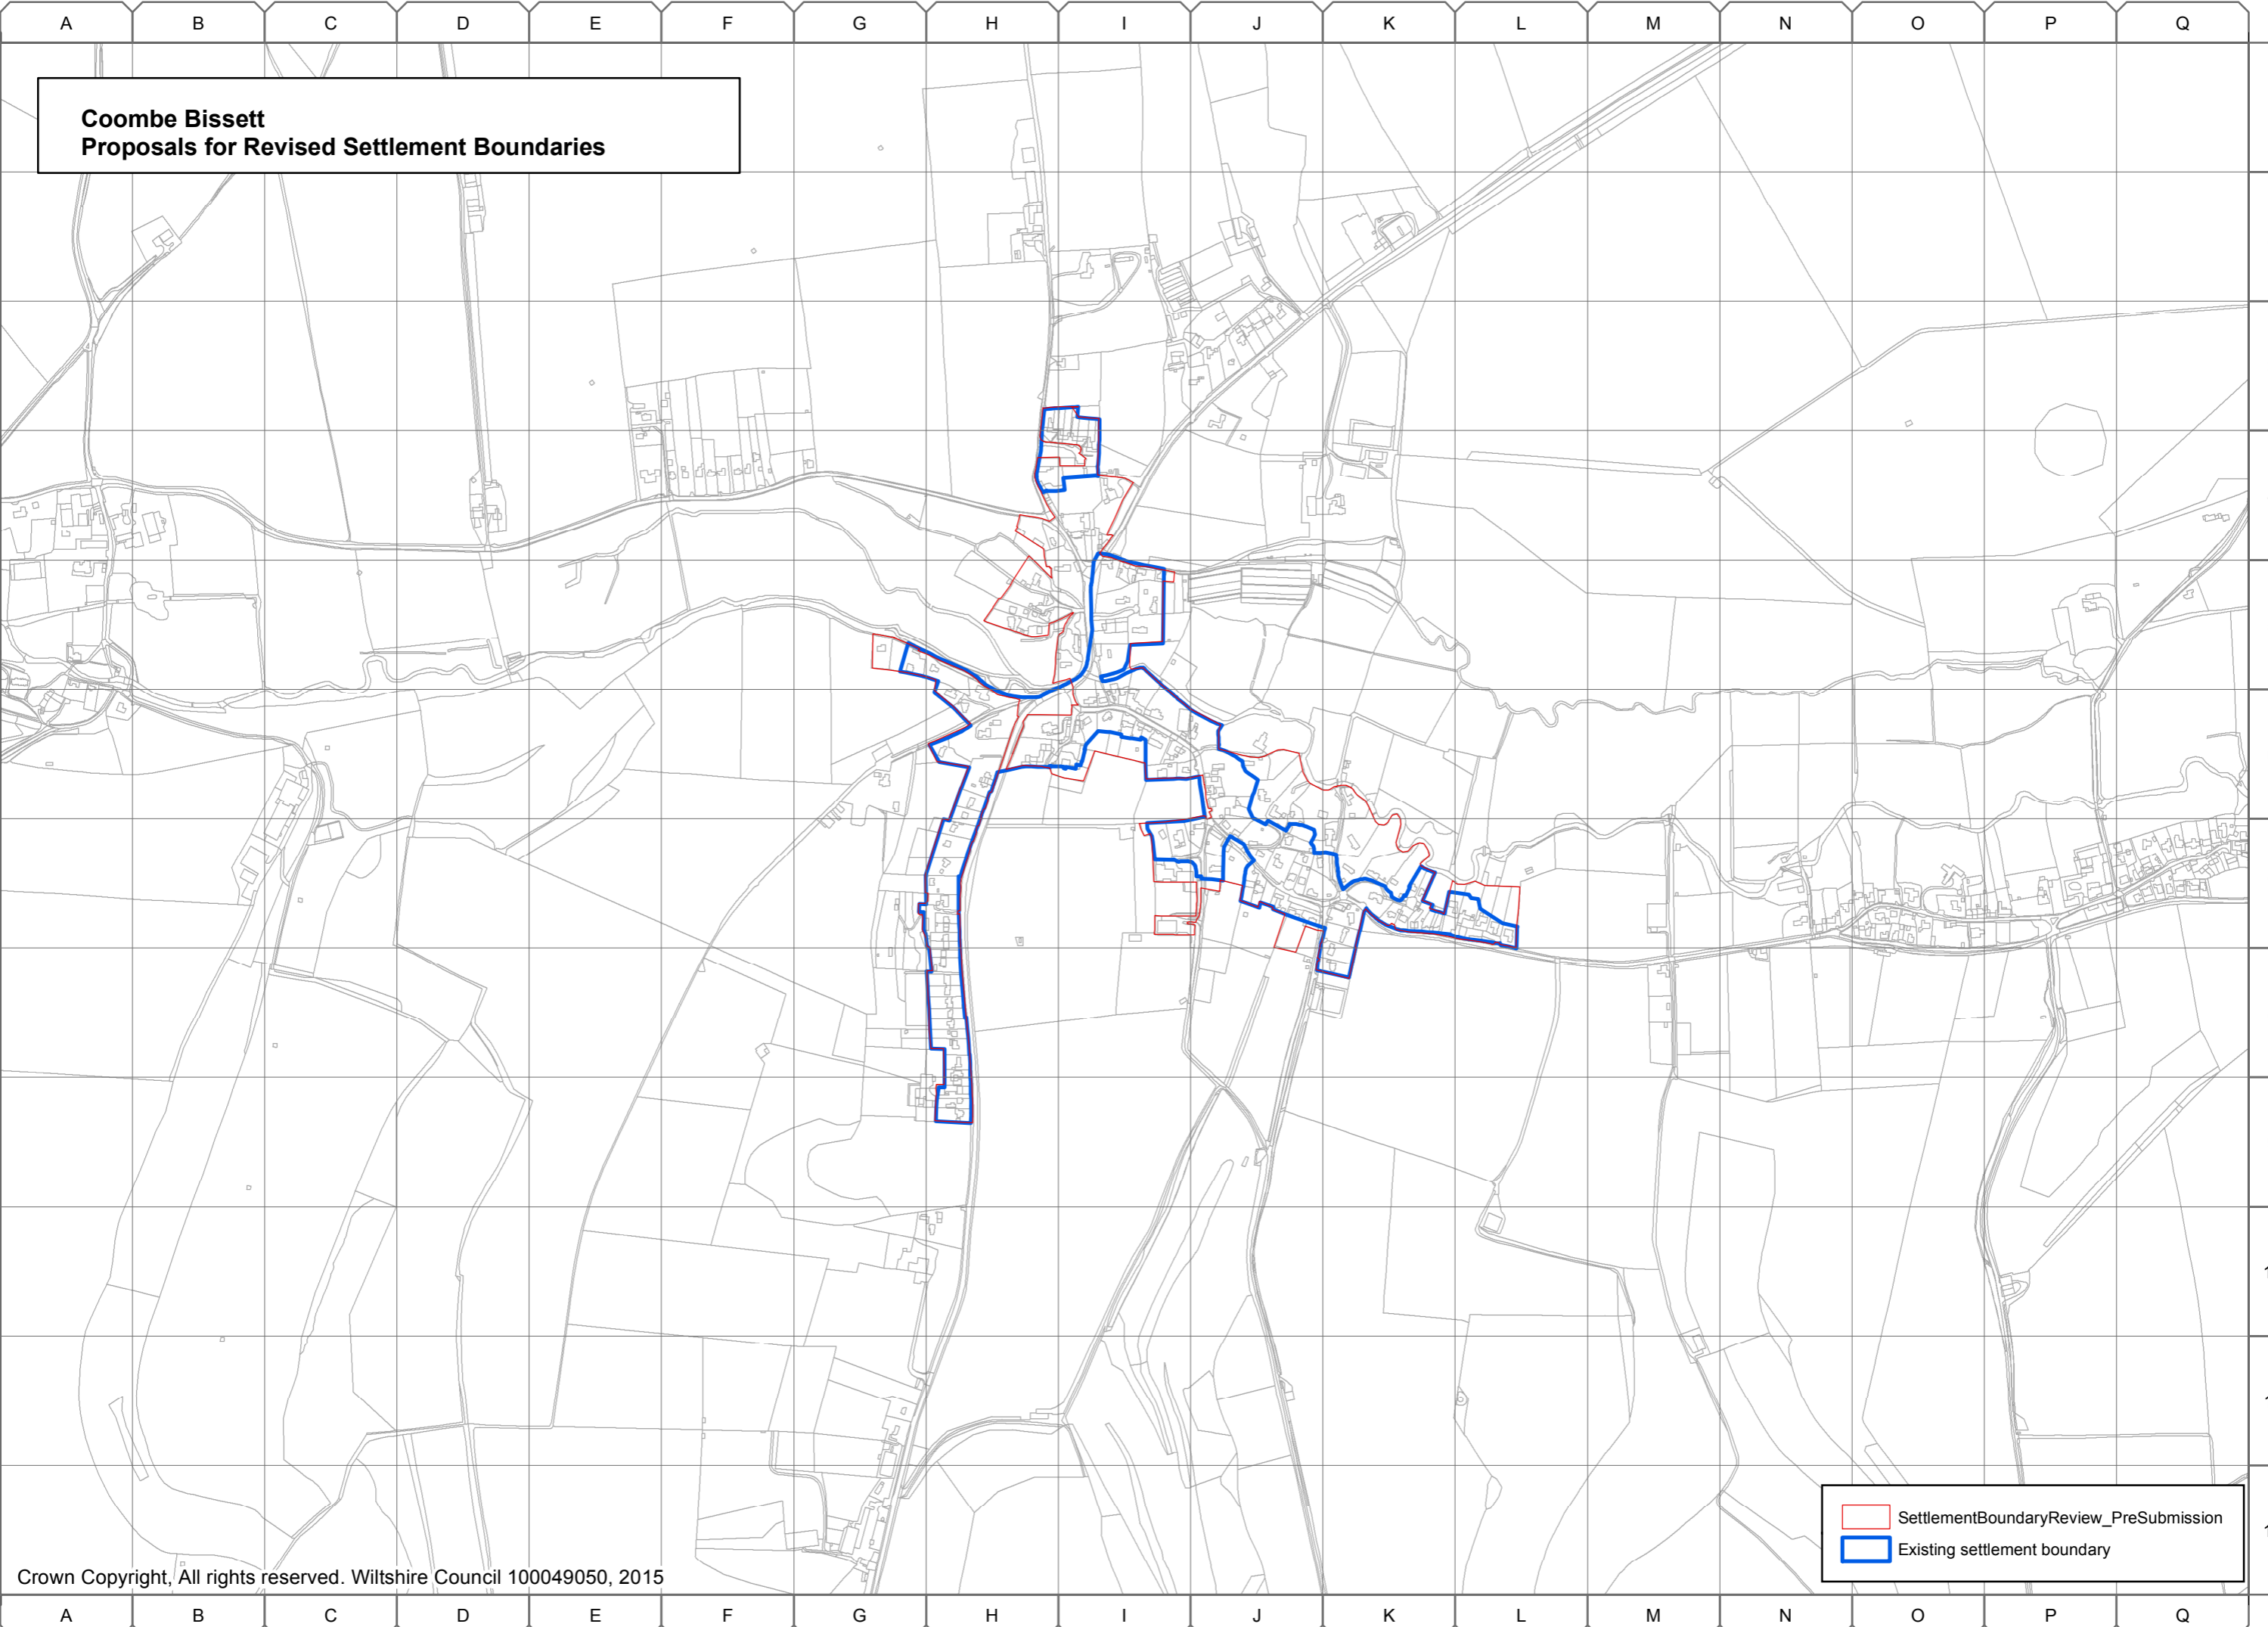 A B C D E F G H I J K L M N O P Q
Coombe Bissett
Proposals for Revised Settlement Boundaries
SettlementBoundaryReview_PreSubmission
Existing settlement boundary
Crown Copyright, All rights reserved. Wiltshire Council 100049050, 2015
A B C D E F G H I J K L M N O P Q